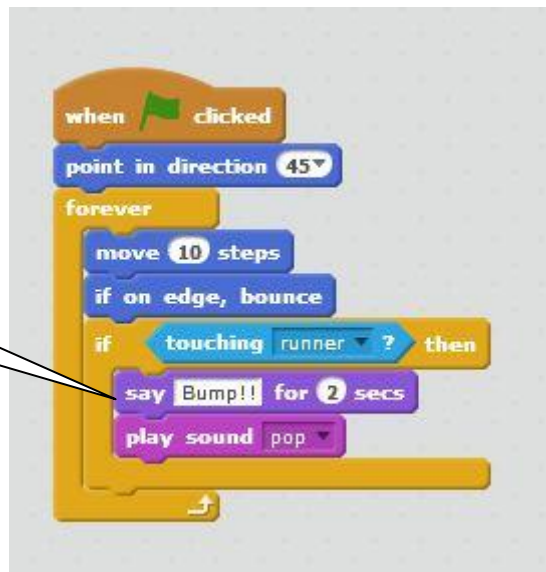 when clicked
point in direction 45
forever
move 10 steps
if on edge, bounce
if touching runner ? then
say Bump!! for 2 secs
play sound pop